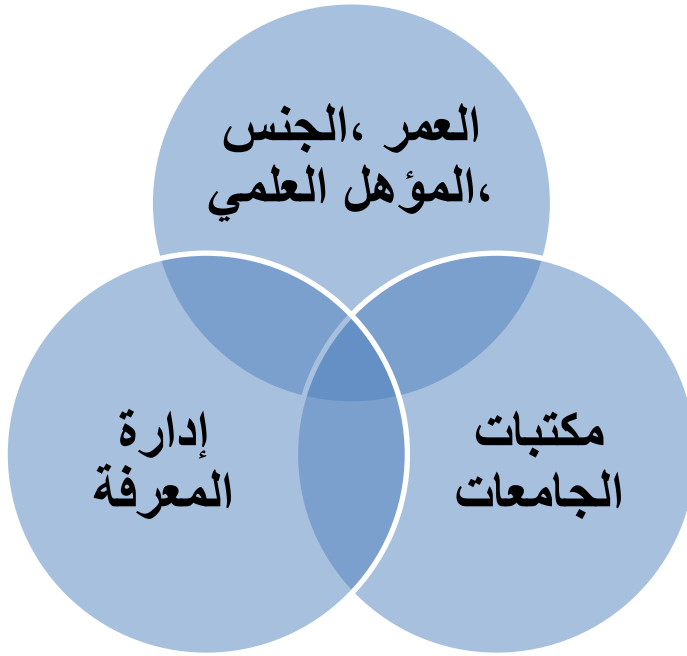 العمر ،الجنس
،المؤهل العلمي
مكتبات
الجامعات
إدارة
المعرفة